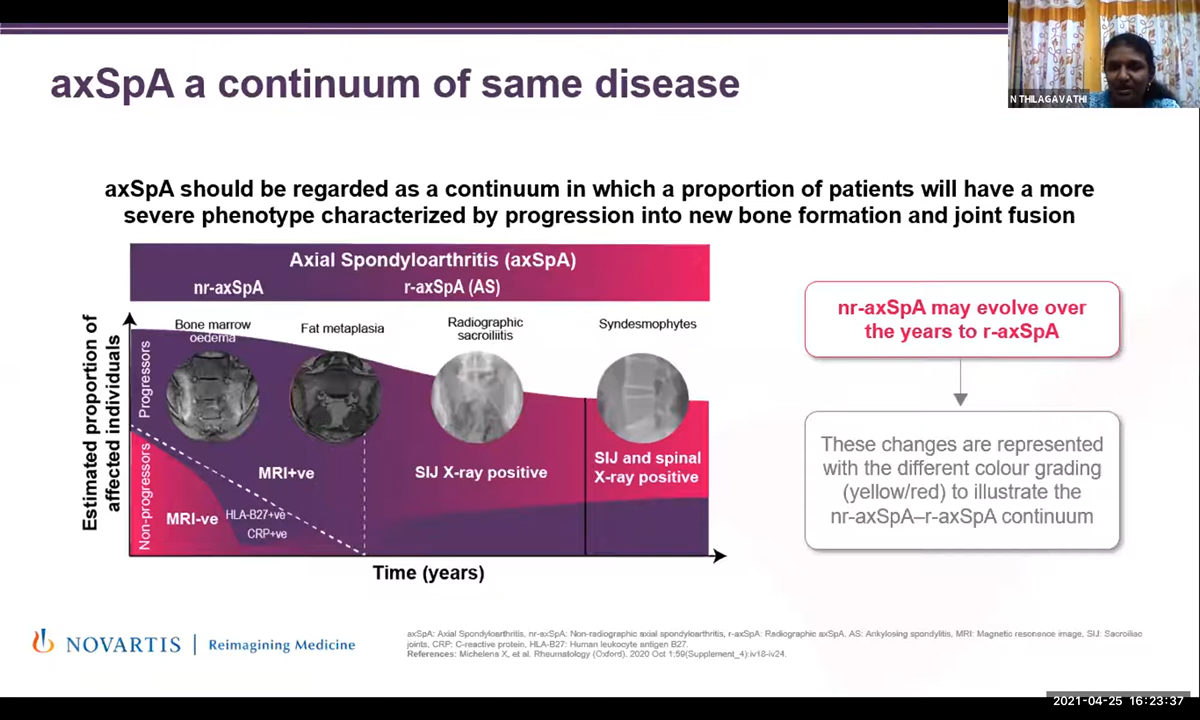 N THILAGAVATHI
axSpA a continuum of same disease
axSpA should be regarded as a continuum in which a proportion of patients will have a more
severe phenotype characterized by progression into new bone formation and joint fusion
Axial Spondyloarthritis (axSpA)
nr-axSpA
r-axSpA (AS)
Estimated proportion of
affected individuals
Progressors
Non-progressors
Bone marrow
oedema
Fat metaplasia
Radiographic
sacroiliitis
Syndesmophytes
MRI+ve
SIJ X-ray positive
SIJ and spinal
X-ray positive
MRI-ve
HLA-B27+ve
CRP+ve
Time (years)
nr-axSpA may evolve over
the years to r-axSpA
These changes are represented
with the different colour grading
(yellow/red) to illustrate the
nr-axSpA–r-axSpA continuum
NOVARTIS | Reimagining Medicine
axSpA: Axial Spondyloarthritis, nr-axSpA: Non-radiographic axial spondyloarthritis, r-axSpA: Radiographic axSpA, AS: Ankylosing spondylitis, MRI: Magnetic resonance image, SIJ: Sacroiliac
joints, CRP: C-reactive protein, HLA-B27: Human leukocyte antigen B27.
References: Michelena X, et al. Rheumatology (Oxford). 2020 Oct 1;59(Supplement_4):iv18-iv24.
2021-04-25 16:23:37